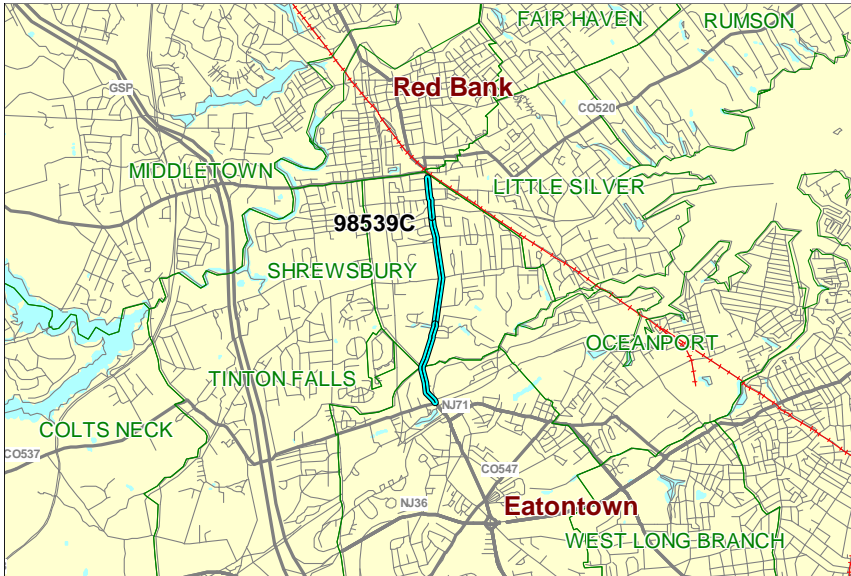 FAIR HAVEN
RUMSON
GSP
Red Bank
CO520
MIDDLETOWN
LITTLE SILVER
98539C
SHREWSBURY
OCEANPORT
TINTON FALLS
NJ71
COLTS NECK
CO537
CO547
NJ36
Eatontown
WEST LONG BRANCH